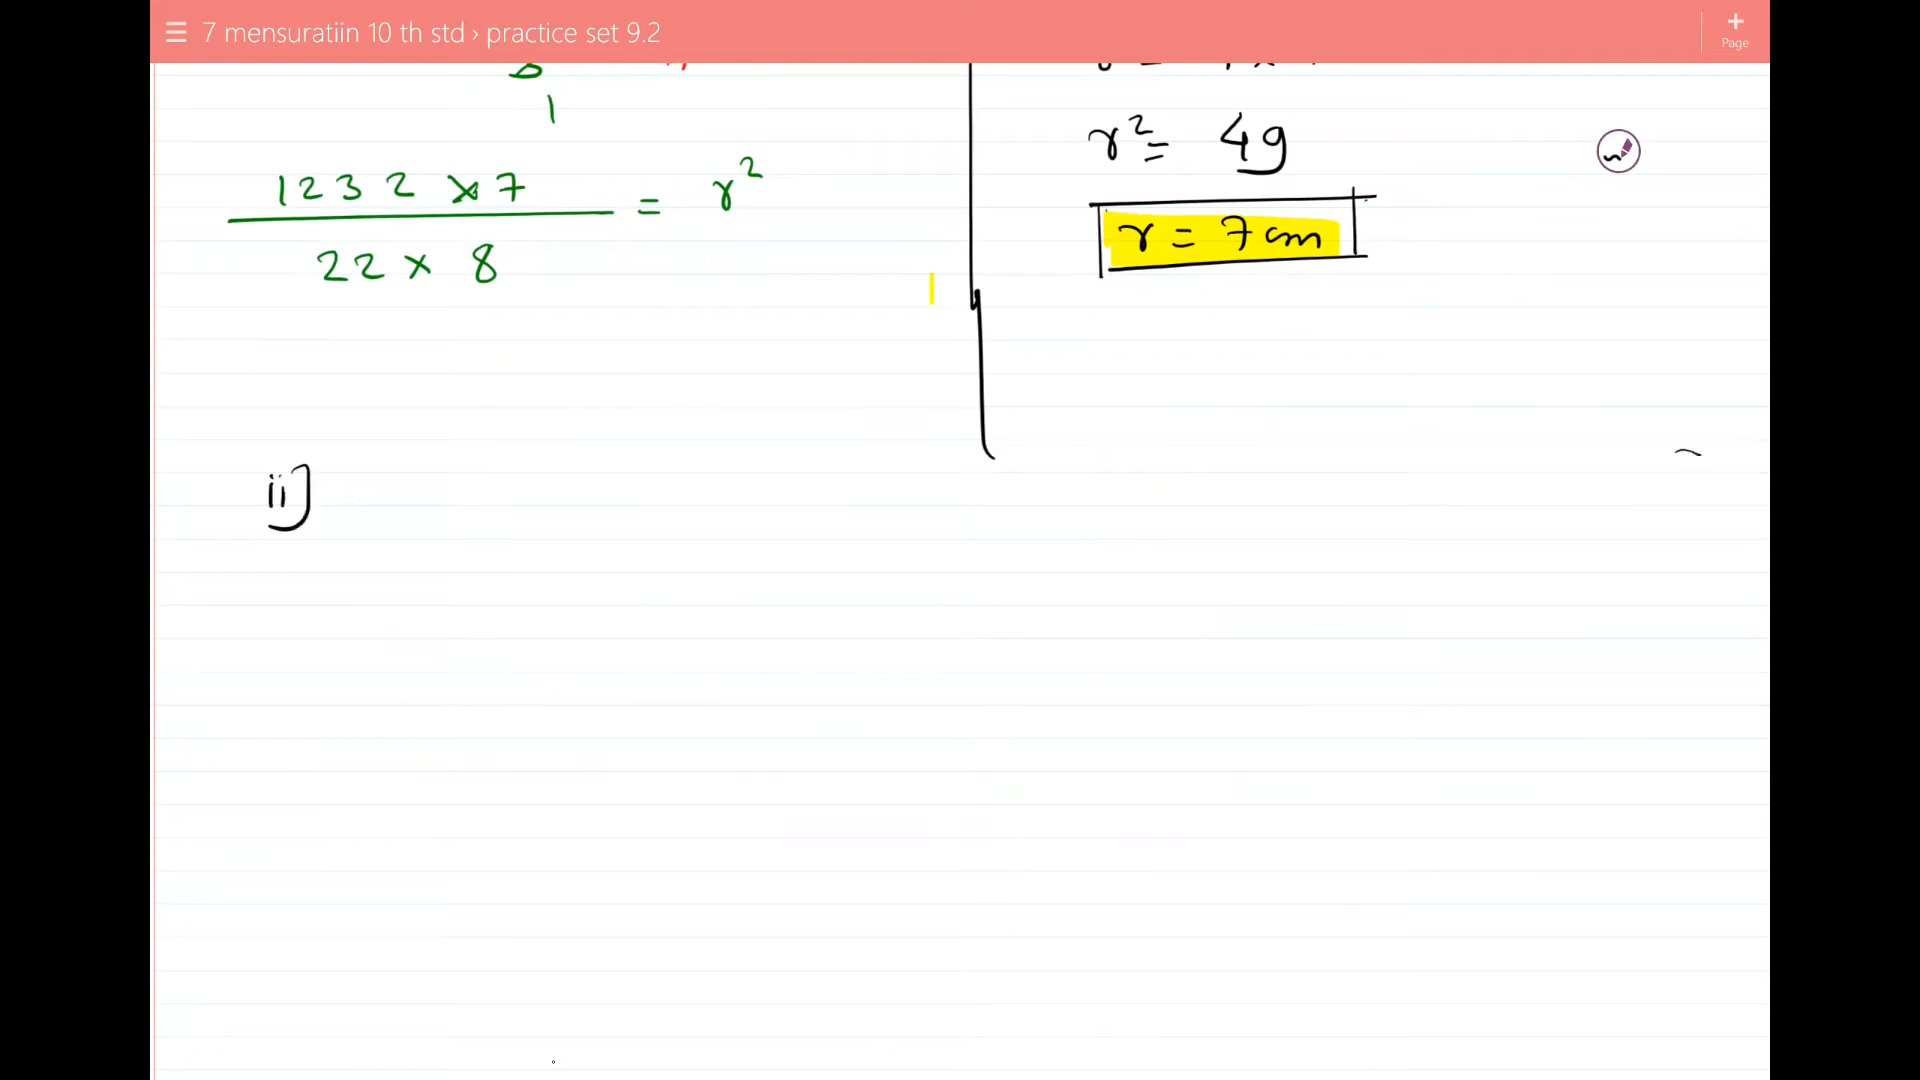 7 mensuratiin 10 th std › practice set 9.2
+
Page
1
1232 × 7
22 × 8
= r²
r² = 49
r = 7 cm
ii)